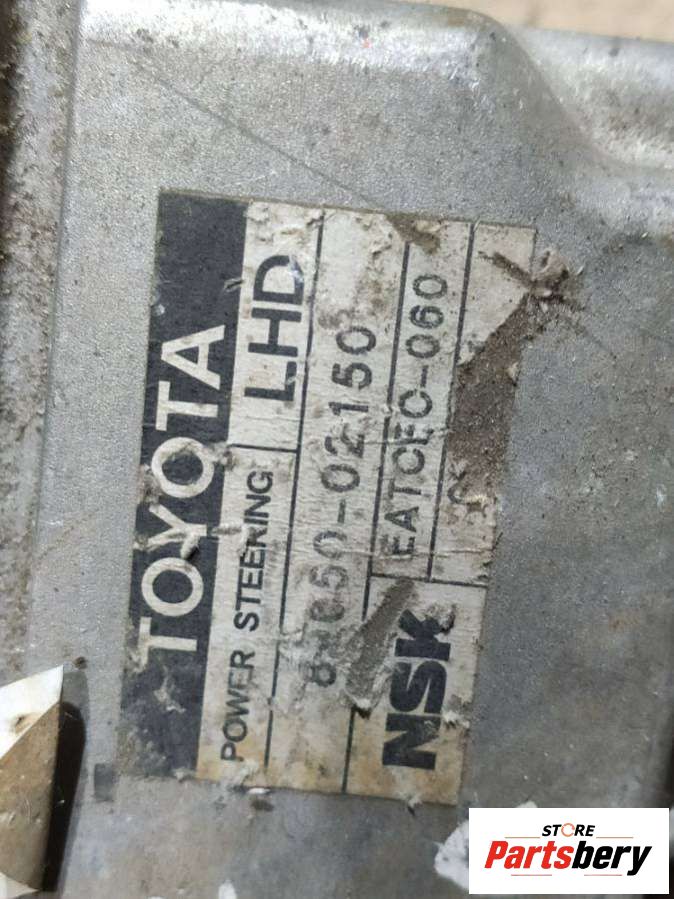 TOYOTA
POWER STEERING LHD
EATCEC-060
NSK
STORE
Partsbery